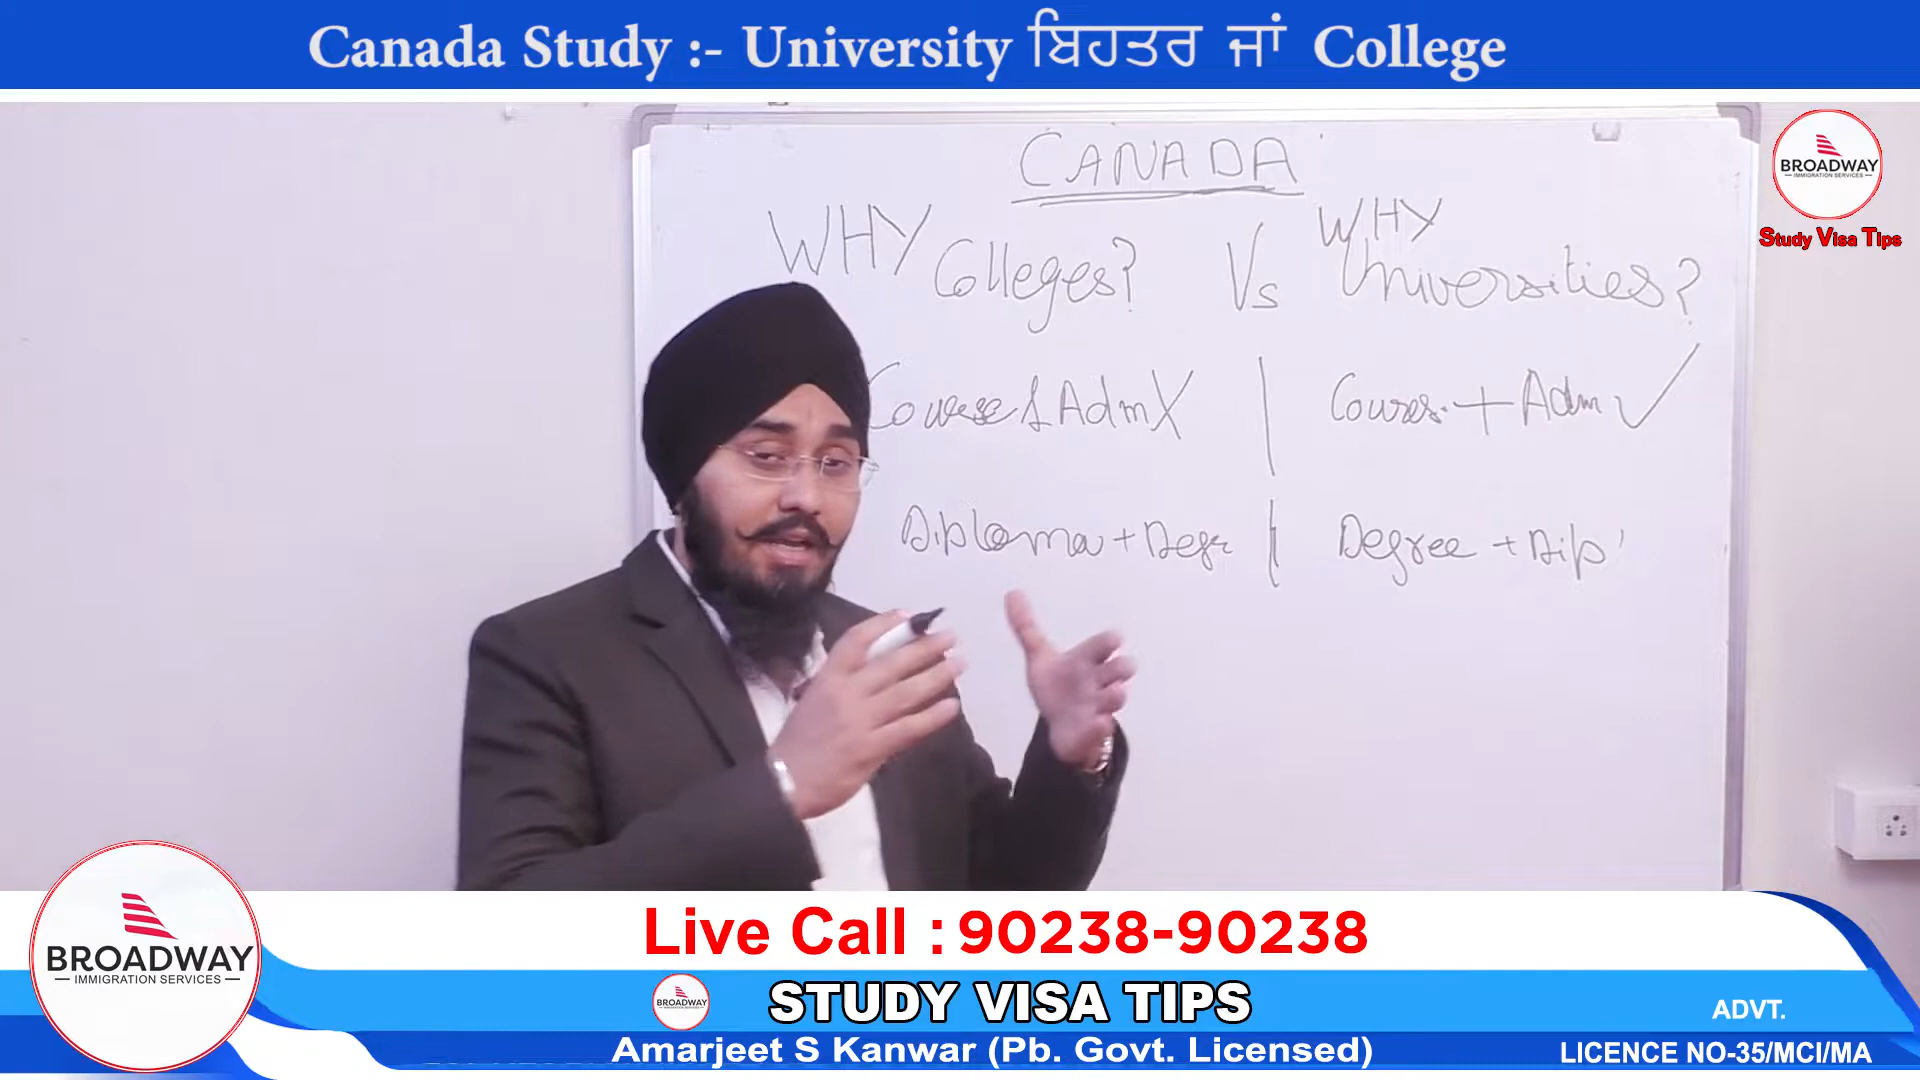 Canada Study :- University ਬਿਹਤਰ ਜਾਂ College
CANADA
WHY Colleges? Vs WHY Universities?
Course & Adm X | Courses + Adm ✓
Diploma + Degr | Degree + Dip
BROADWAY
IMMIGRATION SERVICES
Study Visa Tips
Live Call : 90238-90238
BROADWAY
IMMIGRATION SERVICES
BROADWAY
STUDY VISA TIPS
ADVT.
Amarjeet S Kanwar (Pb. Govt. Licensed)
LICENCE NO-35/MCI/MA